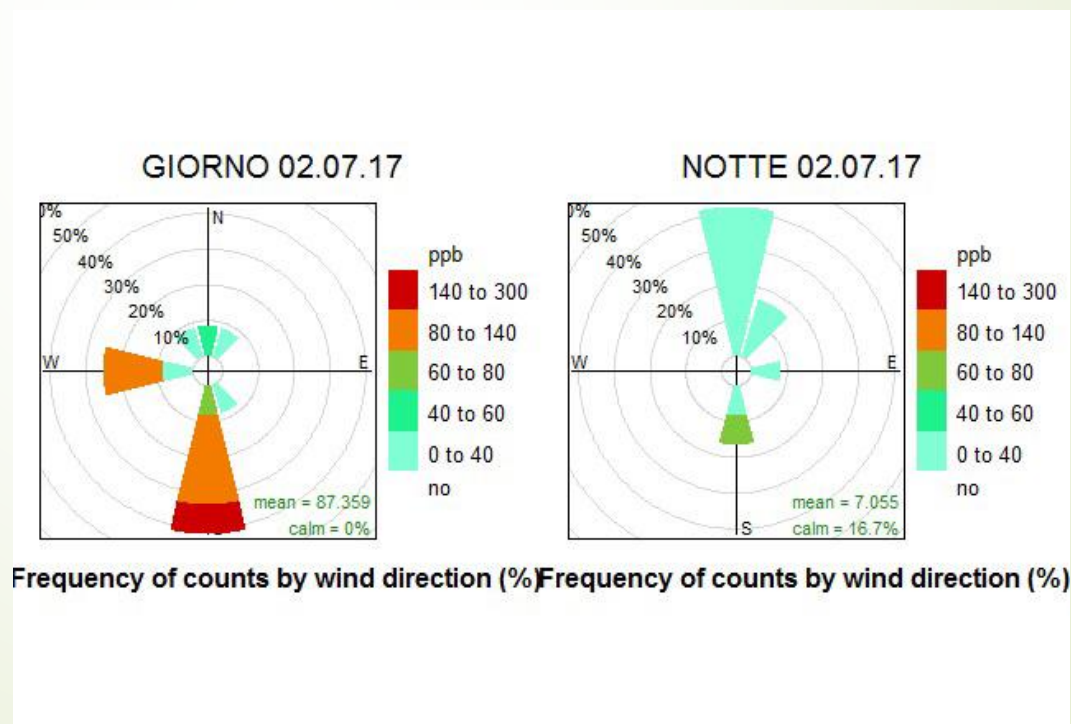 GIORNO 02.07.17
N
50%
40%
30%
20%
10%
W
E
mean = 87.359
calm = 0%
ppb
140 to 300
80 to 140
60 to 80
40 to 60
0 to 40
no
Frequency of counts by wind direction (%)
NOTTE 02.07.17
50%
40%
30%
20%
10%
W
E
S
mean = 7.055
calm = 16.7%
ppb
140 to 300
80 to 140
60 to 80
40 to 60
0 to 40
no
Frequency of counts by wind direction (%)